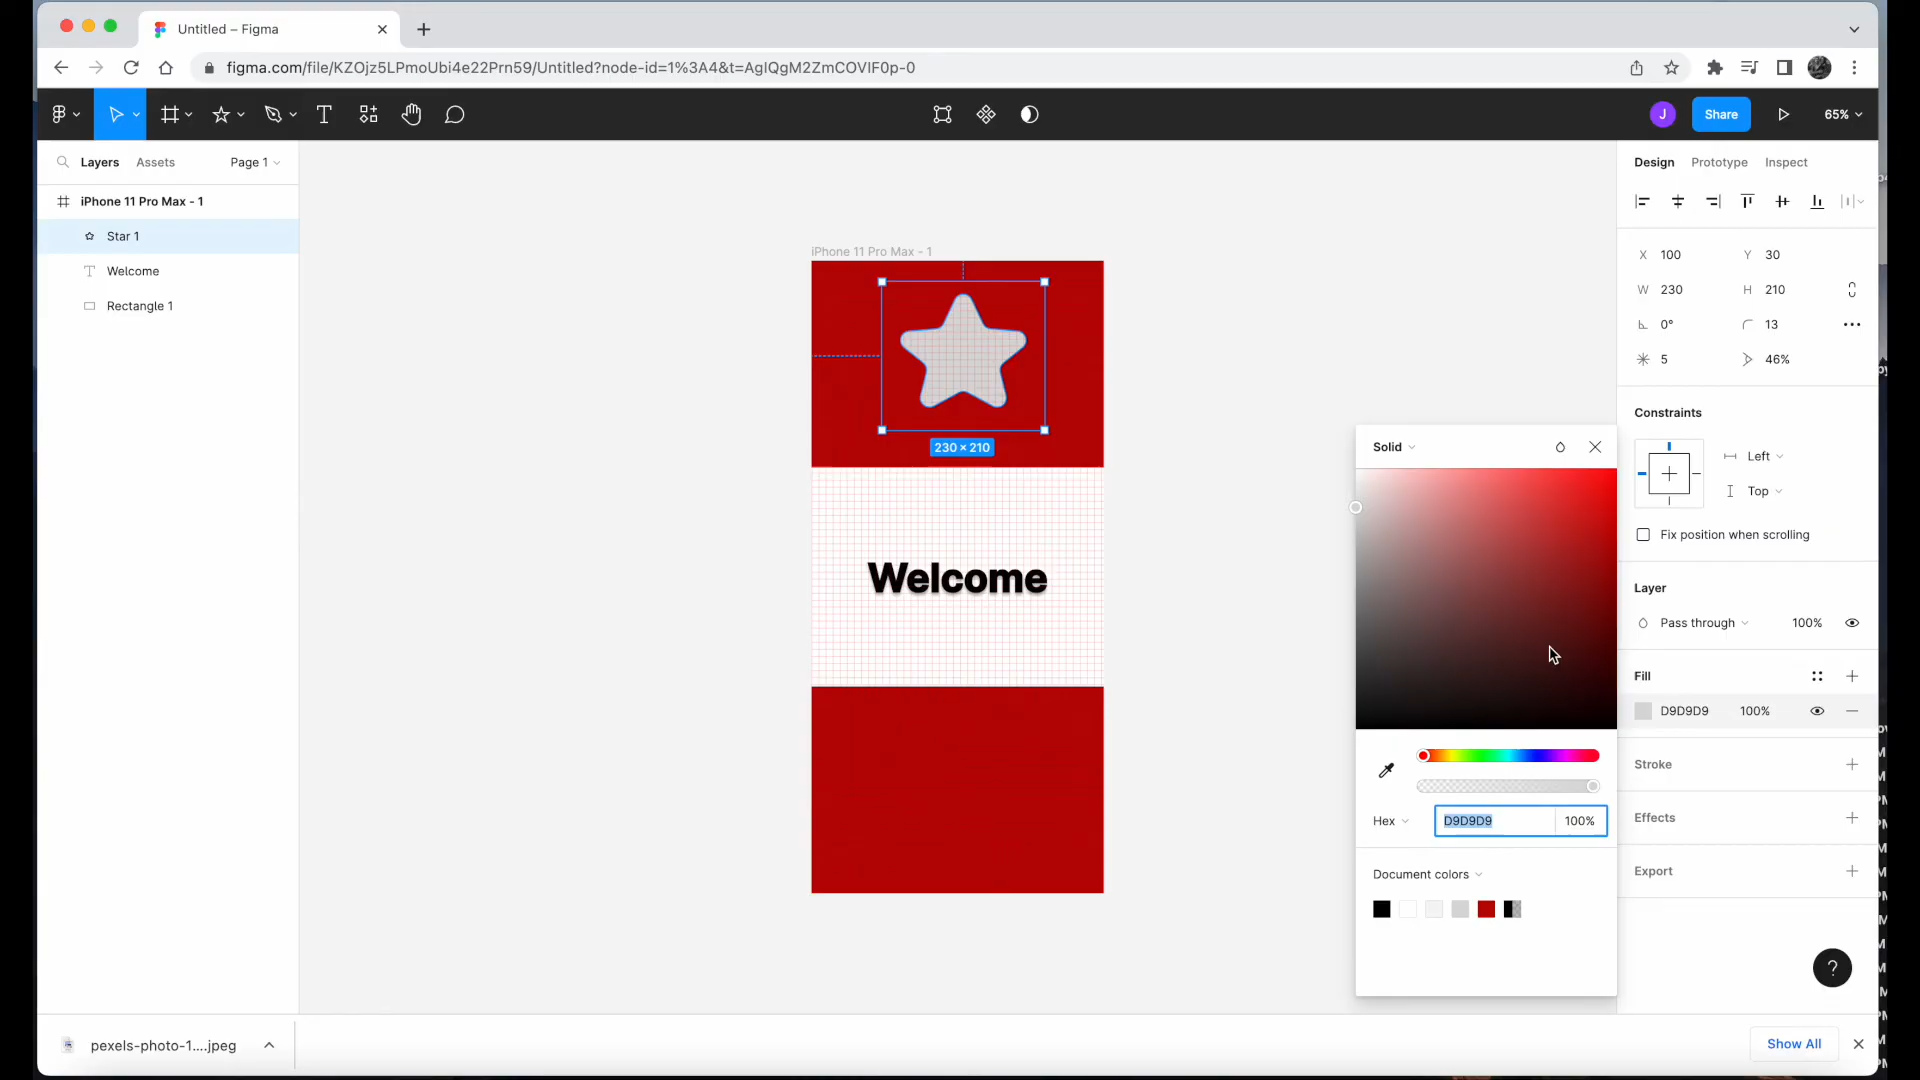 Untitled – Figma
figma.com/file/KZOjz5LPmoUbi4e22Prn59/Untitled?node-id=1%3A4&t=AgIQgM2ZmCOVIF0p-0
J
Share
65%
Layers
Assets
Page 1
Design
Prototype
Inspect
iPhone 11 Pro Max - 1
Star 1
Welcome
Rectangle 1
iPhone 11 Pro Max - 1
230 × 210
Welcome
X 100
Y 30
W 230
H 210
0°
13
5
46%
Constraints
Left
Top
Fix position when scrolling
Layer
Pass through
100%
Fill
D9D9D9
100%
Stroke
Effects
Export
Solid
Hex
D9D9D9
100%
Document colors
?
pexels-photo-1....jpeg
Show All